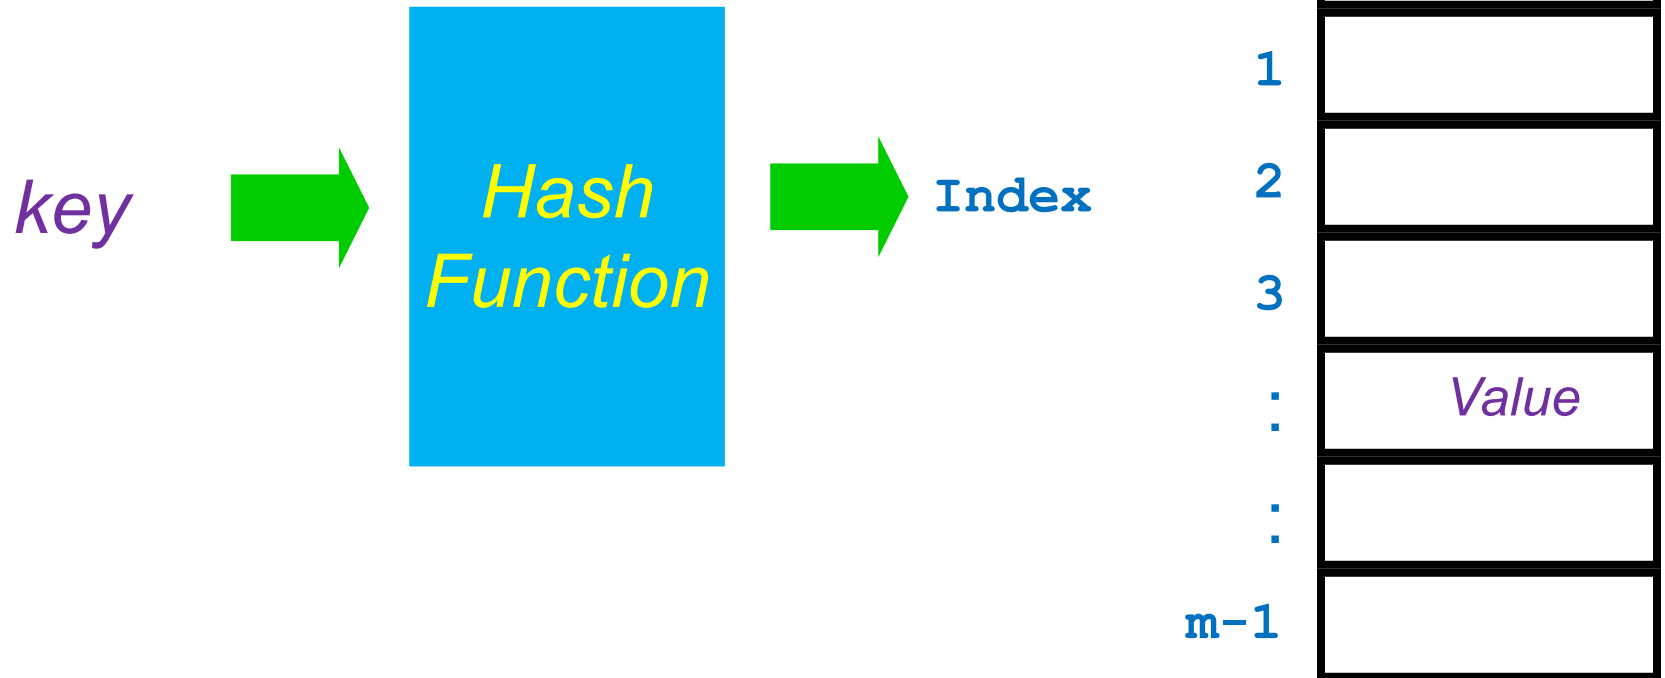 key
Hash
Function
Index
1
2
3
:
Value
:
m-1